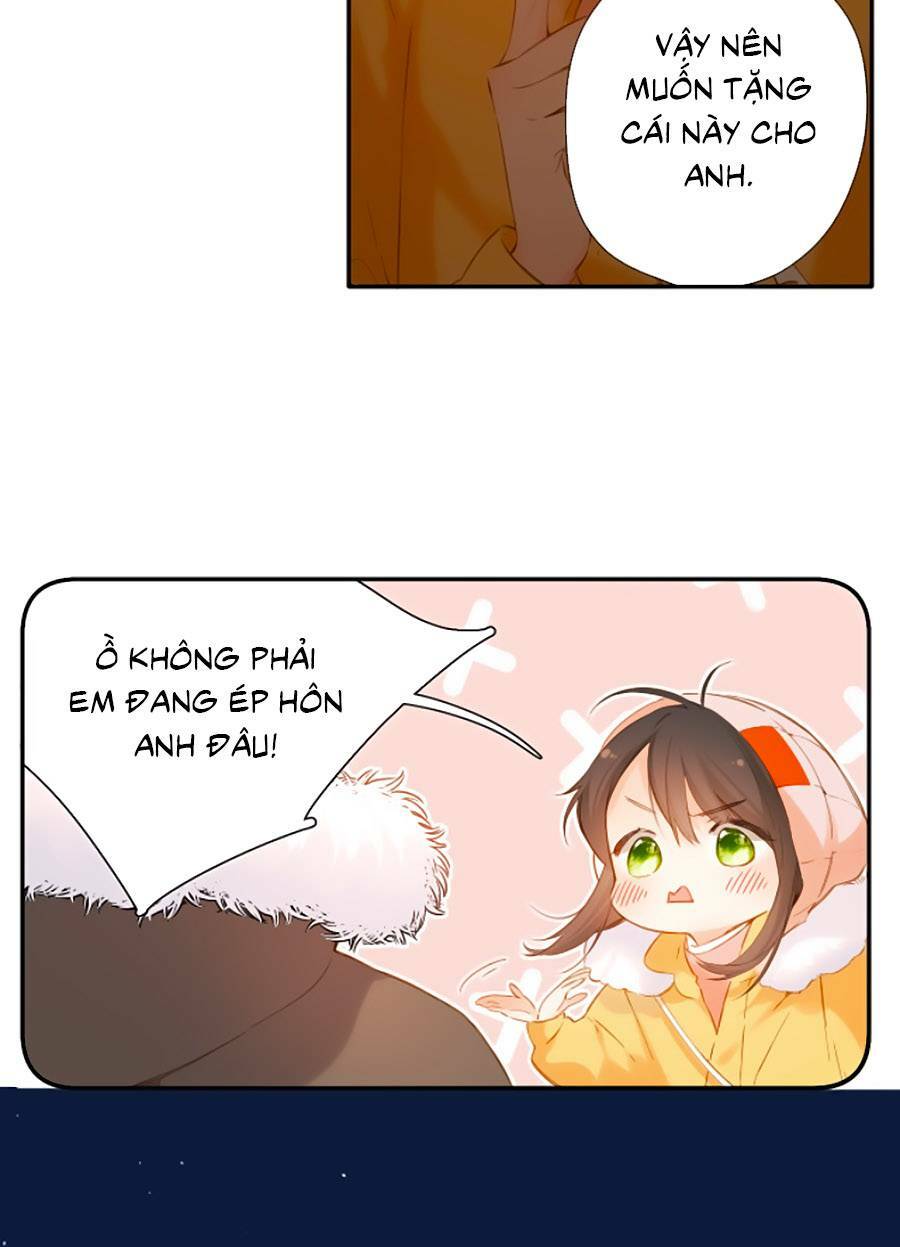 VẬY NÊN
MUỐN TẶNG
CÁI NÀY CHO
ANH.
Ồ KHÔNG PHẢI
EM ĐANG ÉP HÔN
ANH ĐÂU!